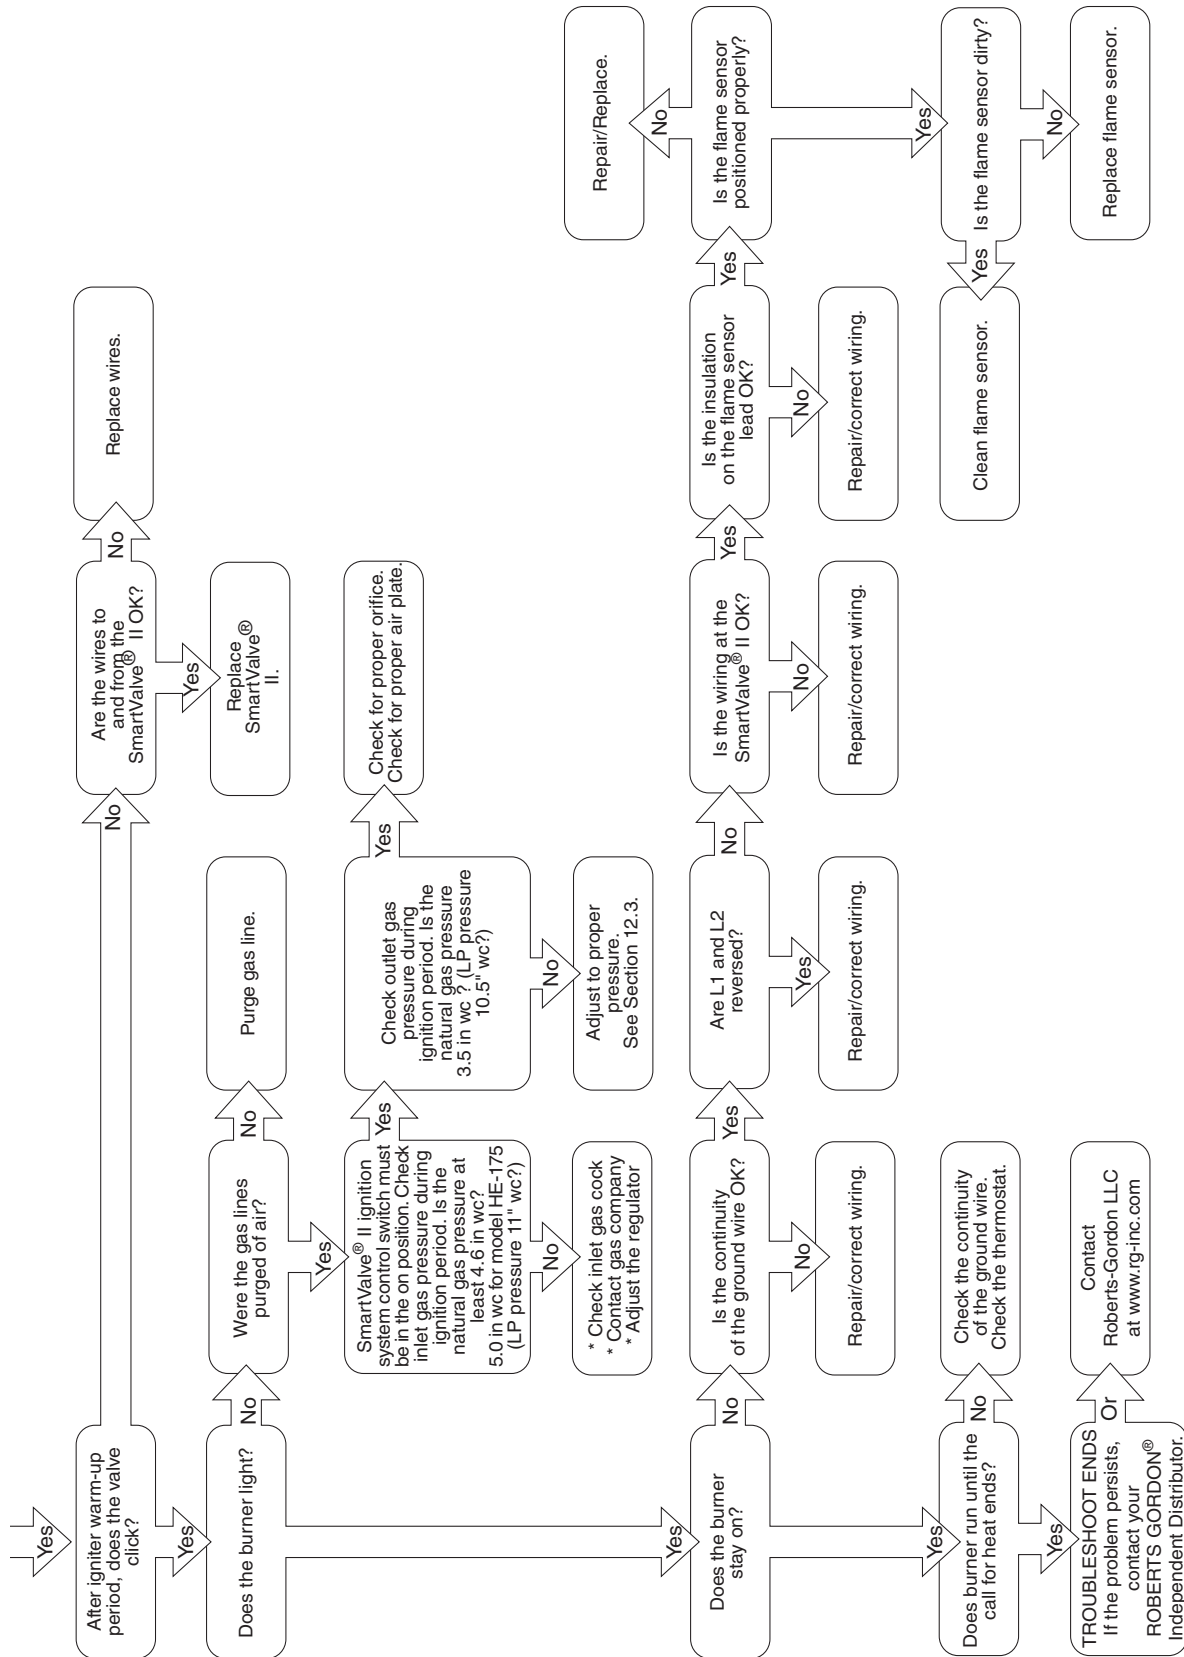 Yes
After igniter warm-up
period, does the valve
click?
No
Are the wires to
and from the
SmartValve® II OK?
No
Replace wires.
Yes
Replace
SmartValve®
II.
Yes
Does the burner light?
No
Were the gas lines
purged of air?
No
Purge gas line.
Yes
SmartValve® II ignition
system control switch must
be in the on position. Check
inlet gas pressure during
ignition period. Is the
natural gas pressure at
least 4.6 in wc?
5.0 in wc for model HE-175
(LP pressure 11" wc?)
Yes
Check outlet gas
pressure during
ignition period. Is the
natural gas pressure
3.5 in wc ? (LP pressure
10.5" wc?)
Yes
Check for proper orifice.
Check for proper air plate.
No
* Check inlet gas cock
* Contact gas company
* Adjust the regulator
No
Adjust to proper
pressure.
See Section 12.3.
Yes
Does the burner
stay on?
No
Is the continuity
of the ground wire OK?
Yes
Are L1 and L2
reversed?
No
Is the wiring at the
SmartValve® II OK?
Yes
Is the insulation
on the flame sensor
lead OK?
Yes
Is the flame sensor
positioned properly?
No
Repair/Replace.
No
Repair/correct wiring.
Yes
Repair/correct wiring.
No
Repair/correct wiring.
No
Repair/correct wiring.
Yes
Is the flame sensor dirty?
Yes
Clean flame sensor.
No
Replace flame sensor.
Yes
Does burner run until the
call for heat ends?
No
Check the continuity
of the ground wire.
Check the thermostat.
Yes
TROUBLESHOOT ENDS
If the problem persists,
contact your
ROBERTS GORDON®
Independent Distributor.
Or
Contact
Roberts-Gordon LLC
at www.rg-inc.com